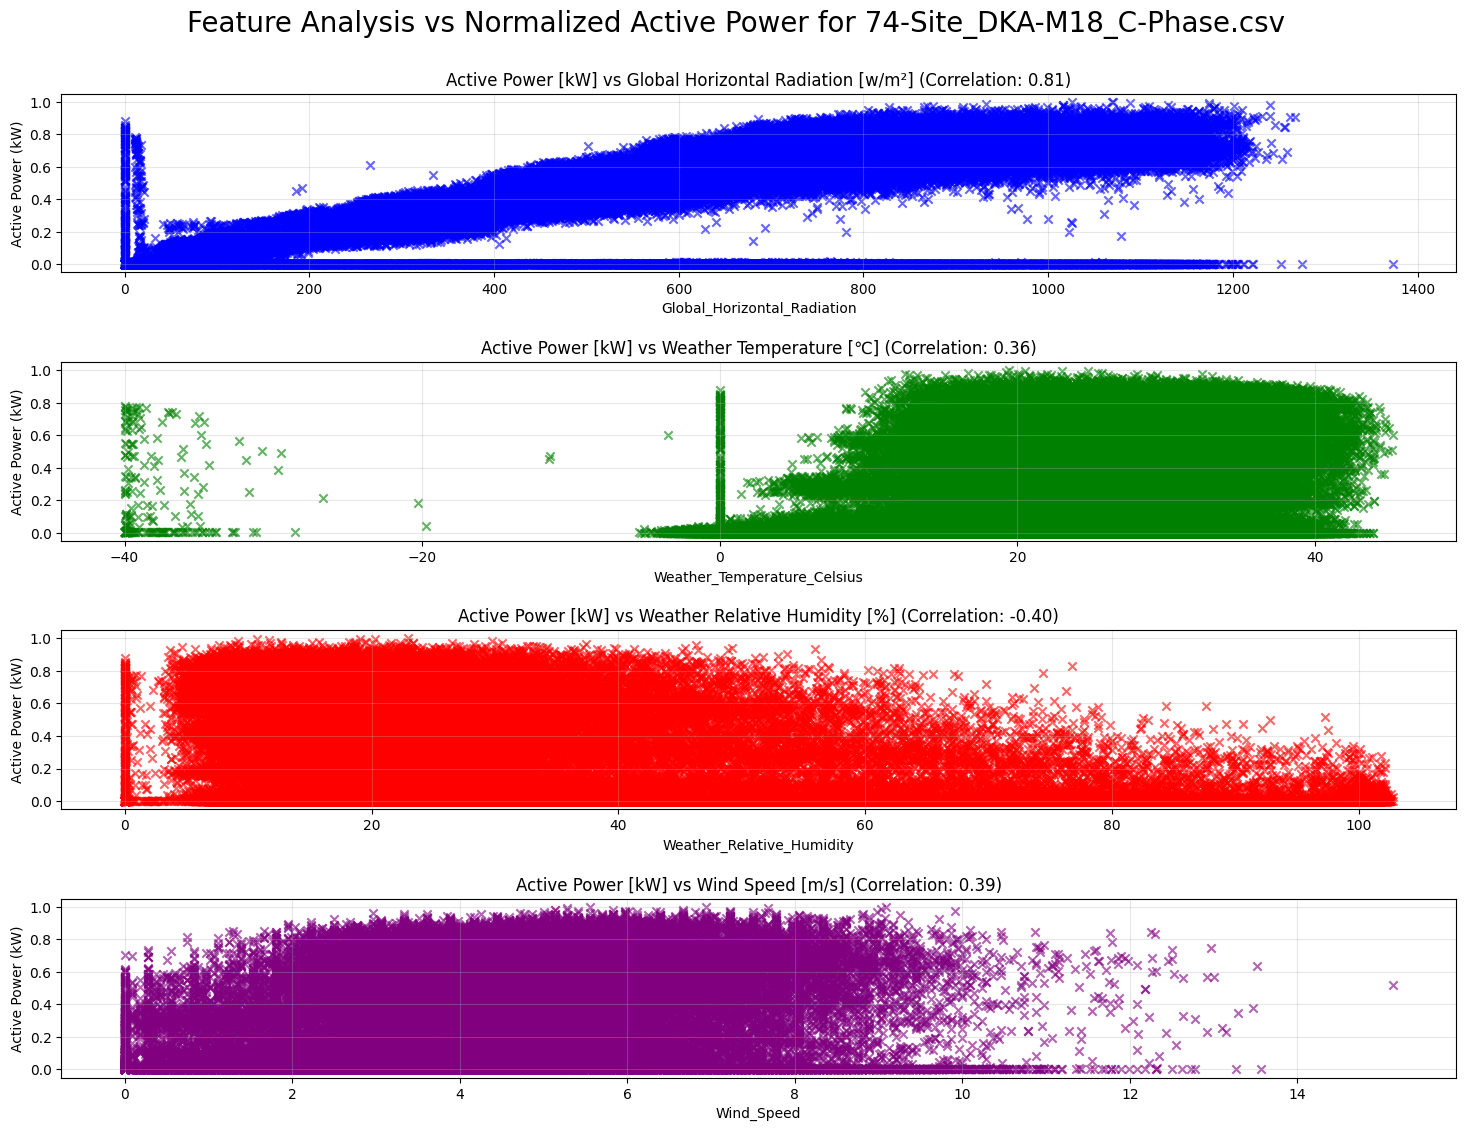 Feature Analysis vs Normalized Active Power for 74-Site_DKA-M18_C-Phase.csv
Active Power [kW] vs Global Horizontal Radiation [w/m²] (Correlation: 0.81)
Active Power (kW)
1.0
0.8
0.6
0.4
0.2
0.0
0 200 400 600 800 1000 1200 1400
Global_Horizontal_Radiation
Active Power [kW] vs Weather Temperature [℃] (Correlation: 0.36)
Active Power (kW)
1.0
0.8
0.6
0.4
0.2
0.0
−40 −20 0 20 40
Weather_Temperature_Celsius
Active Power [kW] vs Weather Relative Humidity [%] (Correlation: -0.40)
Active Power (kW)
1.0
0.8
0.6
0.4
0.2
0.0
0 20 40 60 80 100
Weather_Relative_Humidity
Active Power [kW] vs Wind Speed [m/s] (Correlation: 0.39)
Active Power (kW)
1.0
0.8
0.6
0.4
0.2
0.0
0 2 4 6 8 10 12 14
Wind_Speed